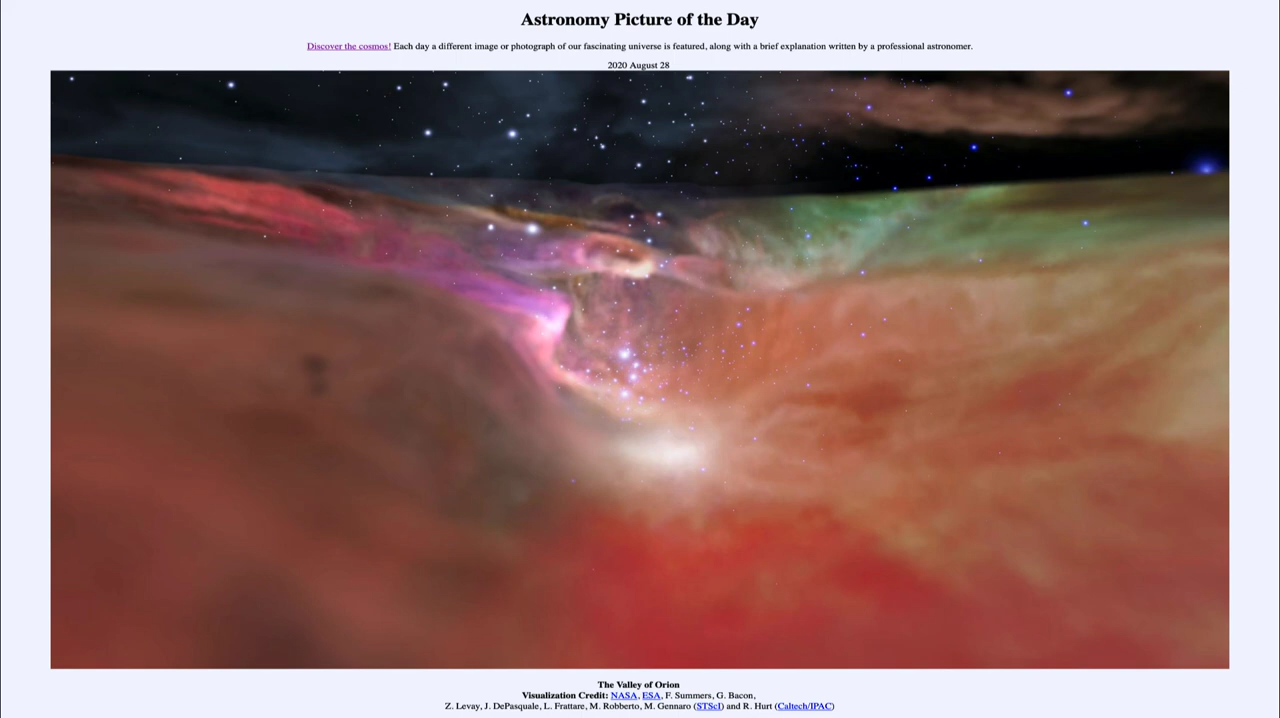 Astronomy Picture of the Day
Discover the cosmos! Each day a different image or photograph of our fascinating universe is featured, along with a brief explanation written by a professional astronomer.
2020 August 28
The Valley of Orion
Visualization Credit: NASA, ESA, F. Summers, G. Bacon,
Z. Levay, J. DePasquale, L. Frattare, M. Robberto, M. Gennaro (STScI) and R. Hurt (Caltech/IPAC)